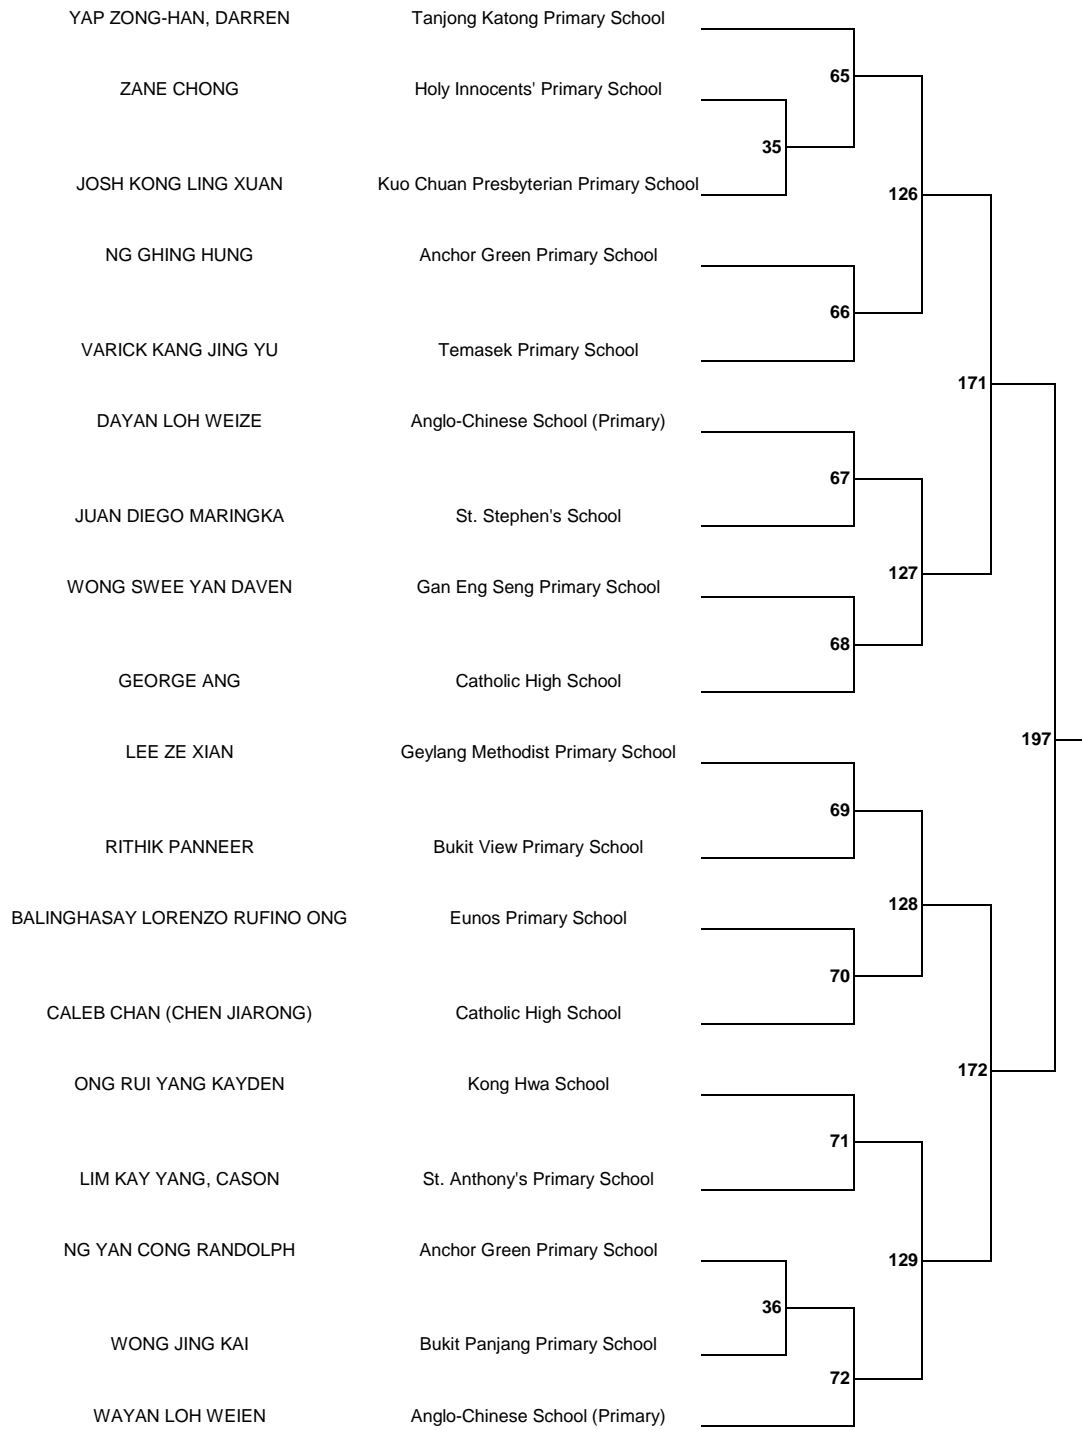 YAP ZONG-HAN, DARREN Tanjong Katong Primary School
65
ZANE CHONG Holy Innocents' Primary School
35
JOSH KONG LING XUAN Kuo Chuan Presbyterian Primary School
126
NG GHING HUNG Anchor Green Primary School
66
VARICK KANG JING YU Temasek Primary School
171
DAYAN LOH WEIZE Anglo-Chinese School (Primary)
67
JUAN DIEGO MARINGKA St. Stephen's School
127
WONG SWEE YAN DAVEN Gan Eng Seng Primary School
68
GEORGE ANG Catholic High School
197
LEE ZE XIAN Geylang Methodist Primary School
69
RITHIK PANNEER Bukit View Primary School
128
BALINGHASAY LORENZO RUFINO ONG Eunos Primary School
70
CALEB CHAN (CHEN JIARONG) Catholic High School
172
ONG RUI YANG KAYDEN Kong Hwa School
71
LIM KAY YANG, CASON St. Anthony's Primary School
NG YAN CONG RANDOLPH Anchor Green Primary School
129
36
WONG JING KAI Bukit Panjang Primary School
72
WAYAN LOH WEIEN Anglo-Chinese School (Primary)